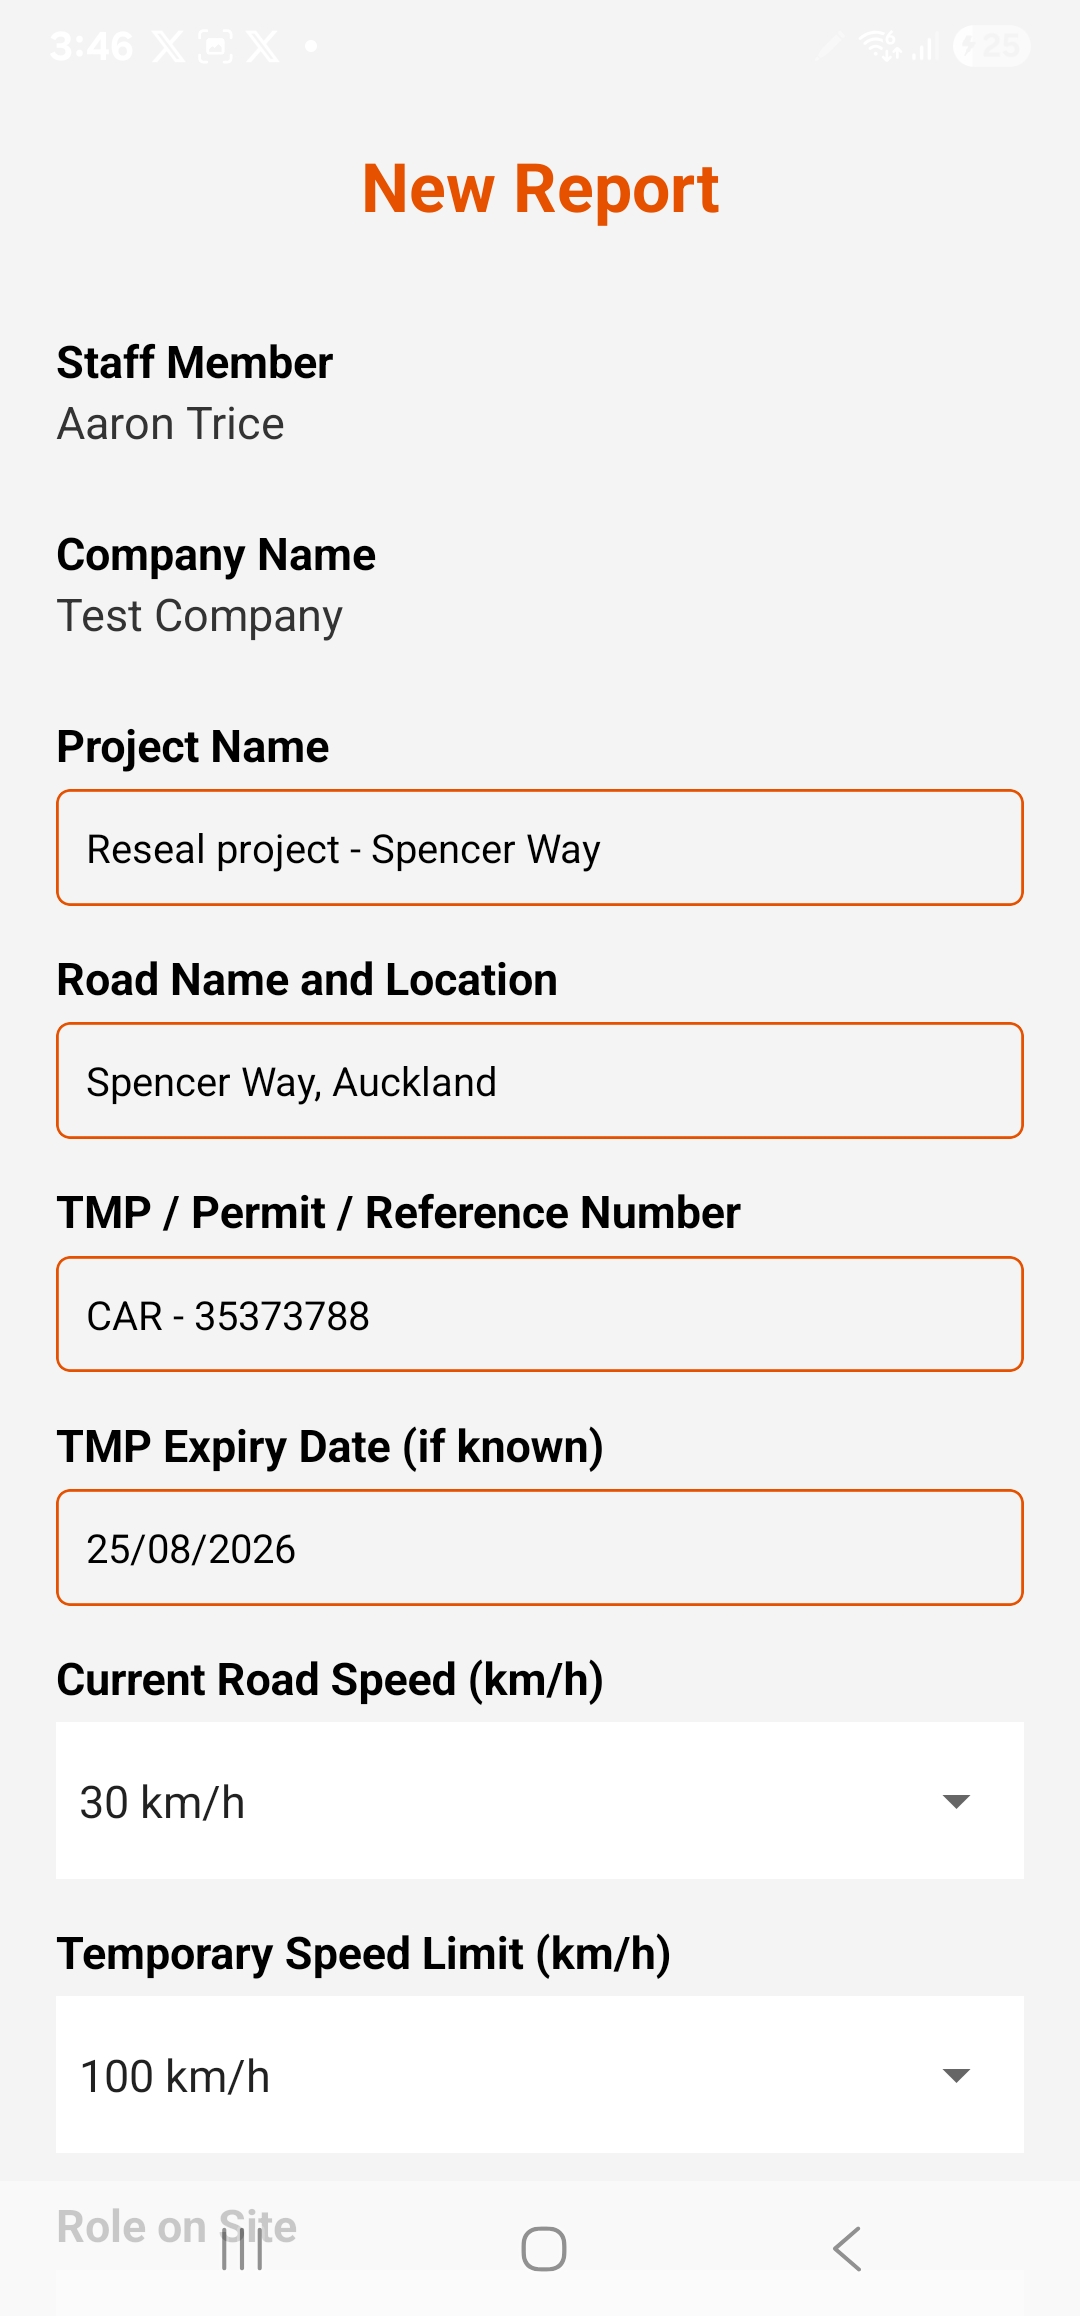 3:46
25
New Report
Staff Member
Aaron Trice
Company Name
Test Company
Project Name
Reseal project - Spencer Way
Road Name and Location
Spencer Way, Auckland
TMP / Permit / Reference Number
CAR - 35373788
TMP Expiry Date (if known)
25/08/2026
Current Road Speed (km/h)
30 km/h
Temporary Speed Limit (km/h)
100 km/h
Role on Site